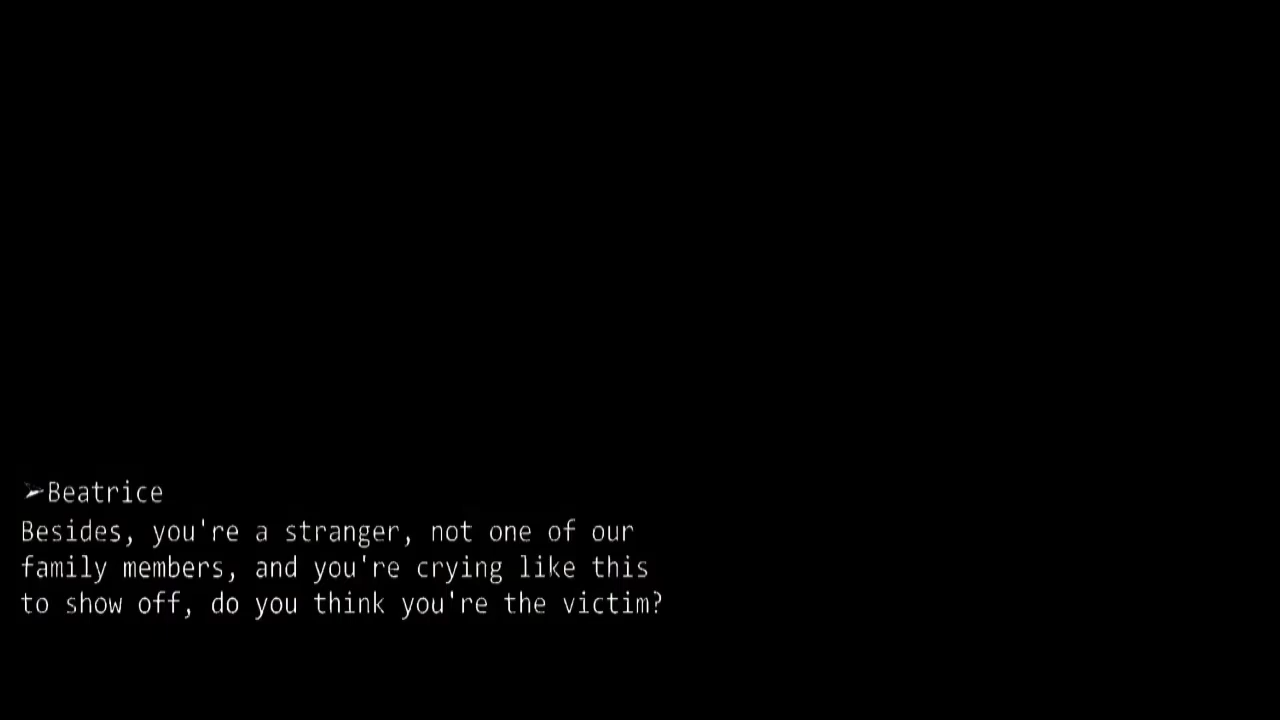 ➢Beatrice
Besides, you're a stranger, not one of our
family members, and you're crying like this
to show off, do you think you're the victim?